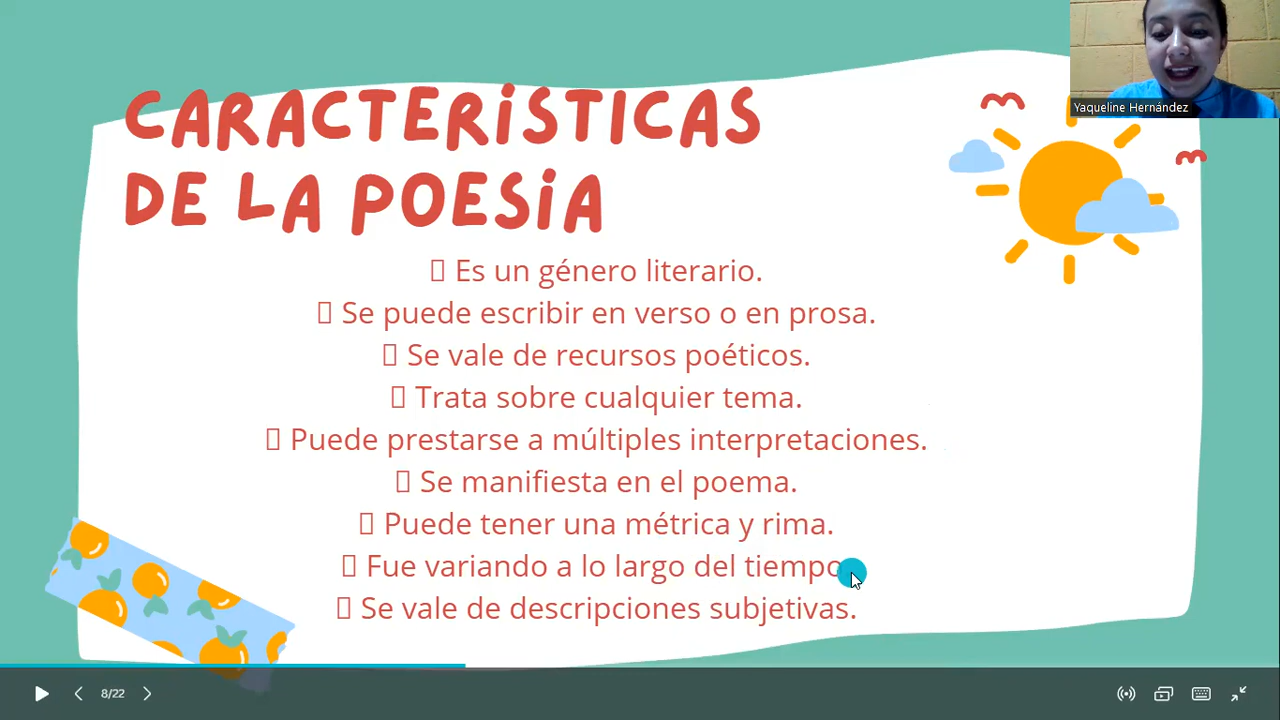 CARACTERÍSTICAS
DE LA POESÍA
Es un género literario.
Se puede escribir en verso o en prosa.
Se vale de recursos poéticos.
Trata sobre cualquier tema.
Puede prestarse a múltiples interpretaciones.
Se manifiesta en el poema.
Puede tener una métrica y rima.
Fue variando a lo largo del tiempo
Se vale de descripciones subjetivas.
Yaqueline Hernández
8/22